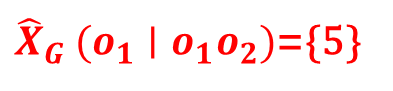 X̂_G (o₁ | o₁o₂)={5}